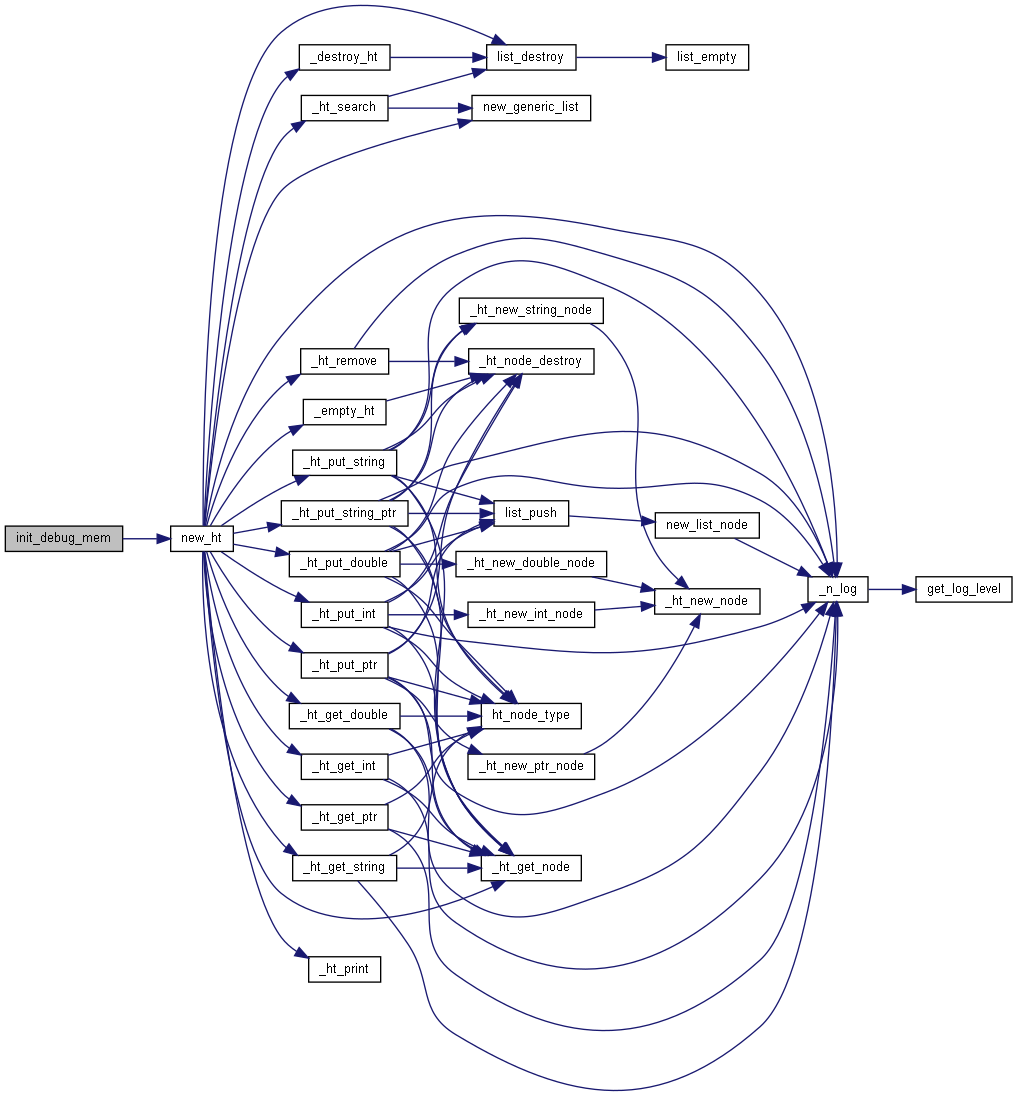 _destroy_ht
list_destroy
list_empty
_ht_search
new_generic_list
_ht_new_string_node
_ht_remove
_ht_node_destroy
_empty_ht
_ht_put_string
_ht_put_string_ptr
list_push
new_list_node
init_debug_mem
new_ht
_ht_put_double
_ht_new_double_node
_n_log
get_log_level
_ht_new_node
_ht_put_int
_ht_new_int_node
_ht_put_ptr
_ht_get_double
ht_node_type
_ht_get_int
_ht_new_ptr_node
_ht_get_ptr
_ht_get_string
_ht_get_node
_ht_print